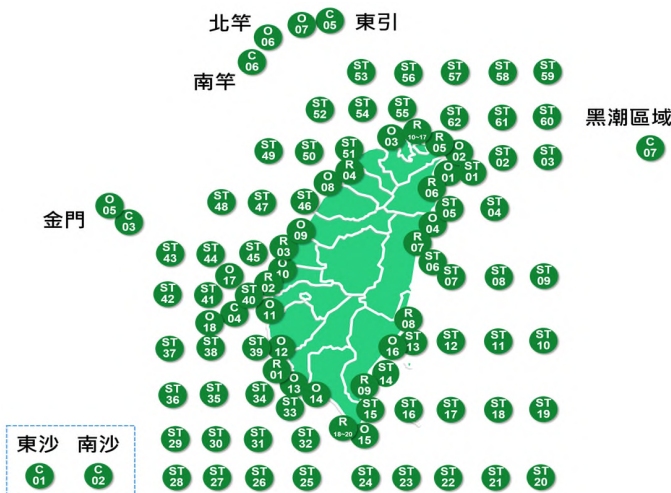 北竿
O 06
O 07
C 05
東引
C 06
南竿
ST 53
ST 56
ST 57
ST 58
ST 59
ST 52
ST 54
ST 55
ST 62
ST 61
ST 60
黑潮區域
C 07
O 03
R 10~17
R 05
O 02
ST 49
ST 50
ST 51
ST 02
ST 03
R 04
O 01
ST 01
O 08
R 06
金門
O 05
C 03
ST 48
ST 47
ST 46
ST 05
ST 04
O 09
O 04
R 03
R 07
ST 43
ST 44
ST 45
O 10
ST 06
O 17
R 02
ST 07
ST 08
ST 09
ST 42
ST 41
ST 40
O 18
C 04
O 11
R 08
ST 37
ST 38
ST 39
O 12
O 16
ST 13
ST 12
ST 11
ST 10
R 01
ST 14
O 13
R 09
ST 36
ST 35
ST 34
O 14
ST 33
ST 15
ST 16
ST 17
ST 18
ST 19
R 18~20
O 15
ST 29
ST 30
ST 31
ST 32
東沙 南沙
C 01
C 02
ST 28
ST 27
ST 26
ST 25
ST 24
ST 23
ST 22
ST 21
ST 20